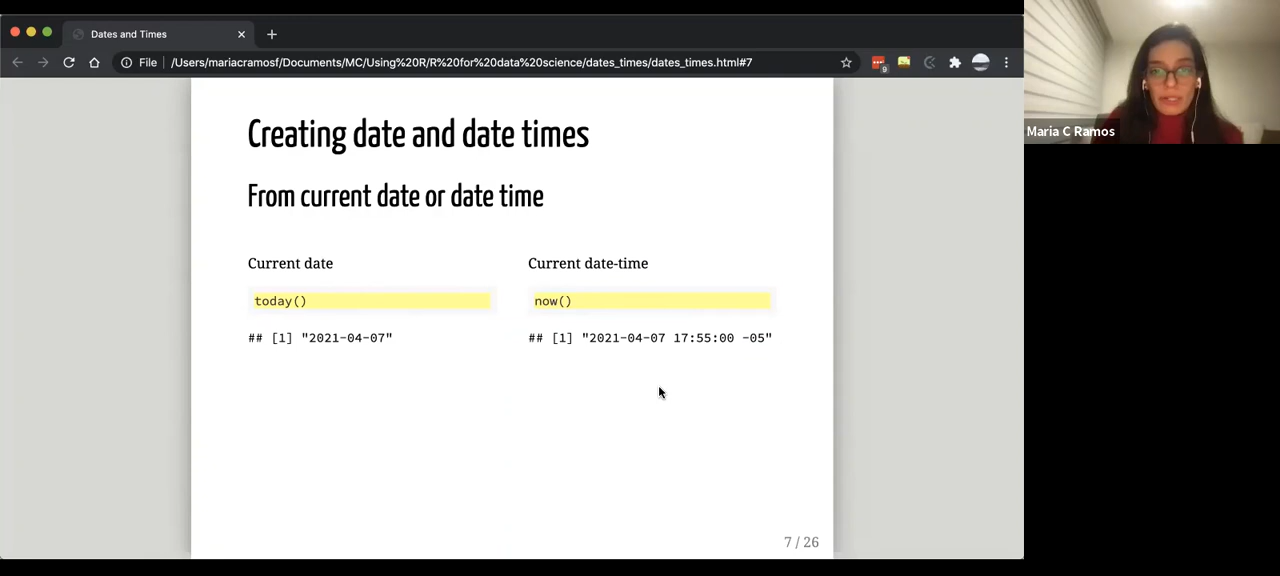 Dates and Times
File
/Users/mariacramosf/Documents/MC/Using%20R/R%20for%20data%20science/dates_times/dates_times.html#7
9
Maria C Ramos
Creating date and date times
From current date or date time
Current date
Current date-time
today()
now()
## [1] "2021-04-07"
## [1] "2021-04-07 17:55:00 -05"
7 / 26